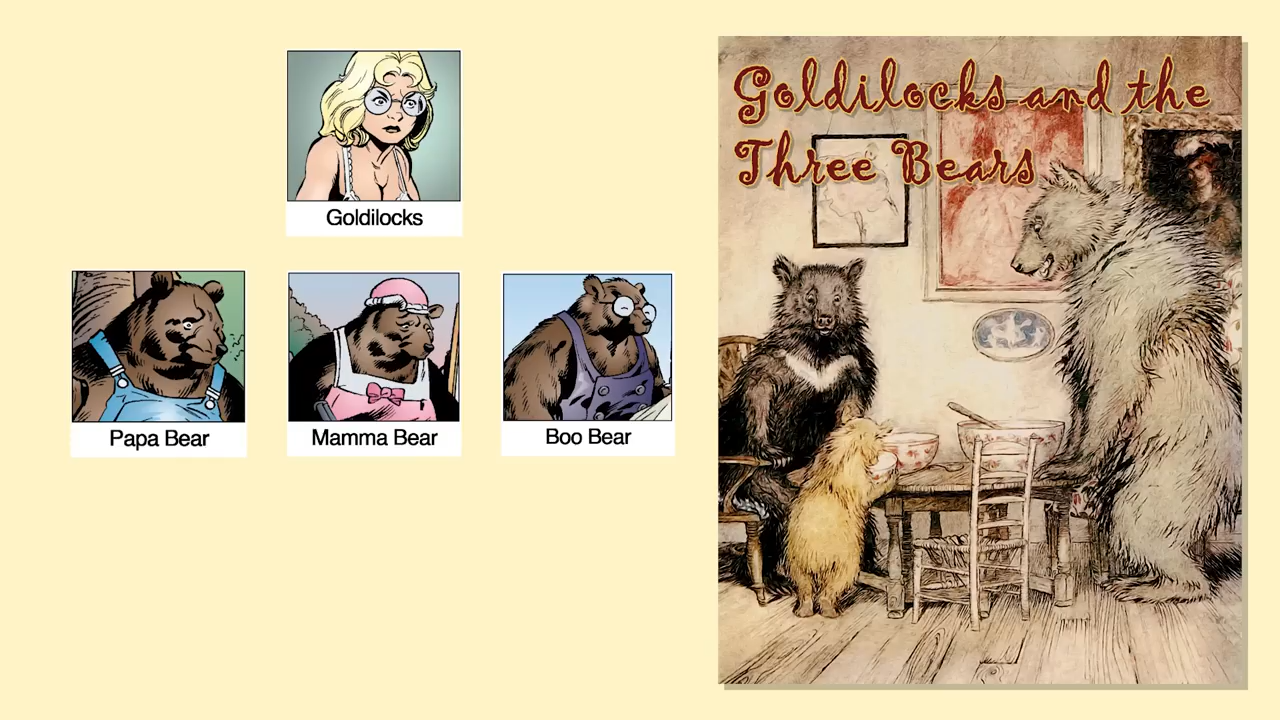 Goldilocks
Papa Bear
Mamma Bear
Boo Bear
Goldilocks and the
Three Bears